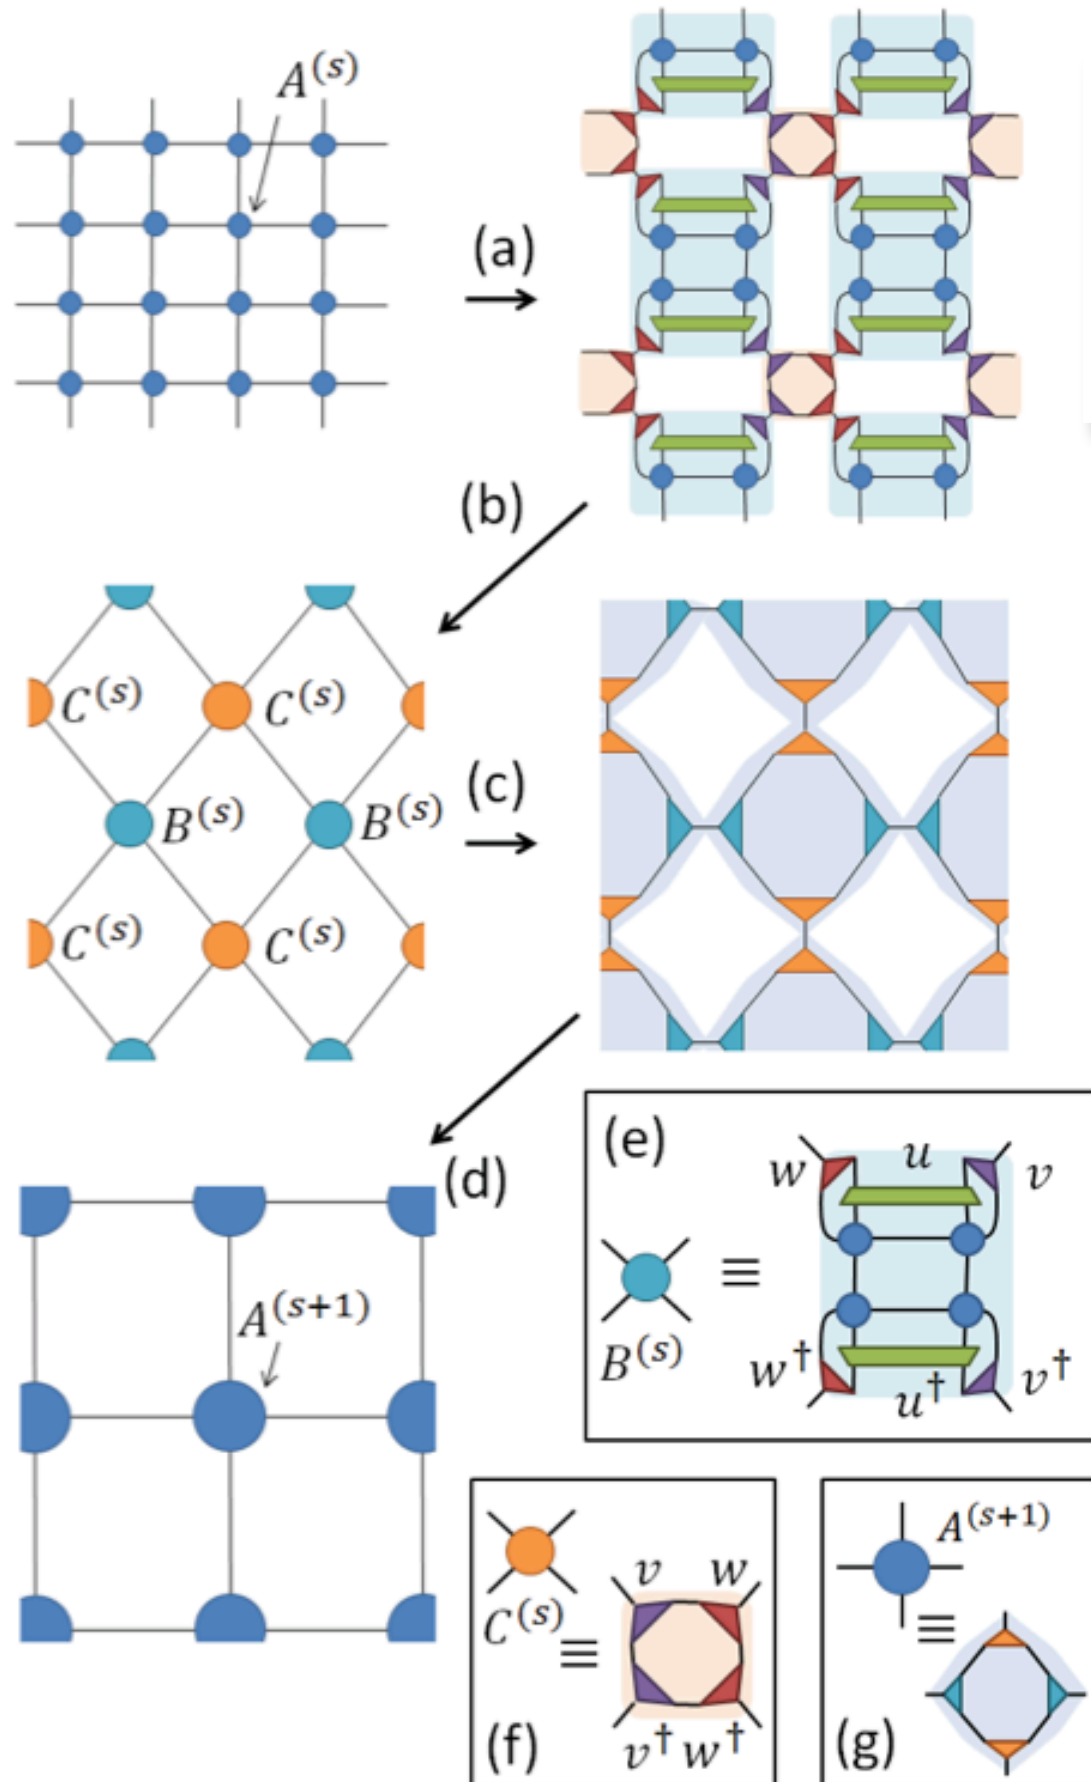 A^(s)
(a)
(b)
C^(s) C^(s)
B^(s) B^(s)
(c)
C^(s) C^(s)
(d)
A^(s+1)
(e)
w u v
≡
B^(s)
w^† u^† v^†
A^(s+1)
v w
C^(s)
≡
≡
(f)
v^† w^†
(g)